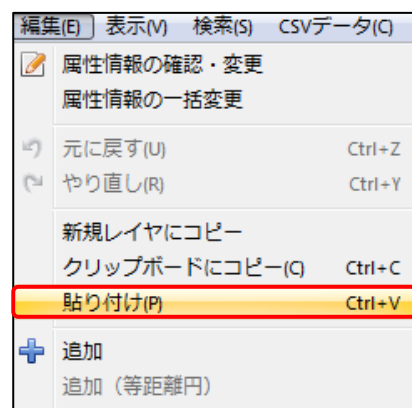 編集(E) 表示(V) 検索(S) CSVデータ(C)
属性情報の確認・変更
属性情報の一括変更
元に戻す(U) Ctrl+Z
やり直し(R) Ctrl+Y
新規レイヤにコピー
クリップボードにコピー(C) Ctrl+C
貼り付け(P) Ctrl+V
追加
追加（等距離円）